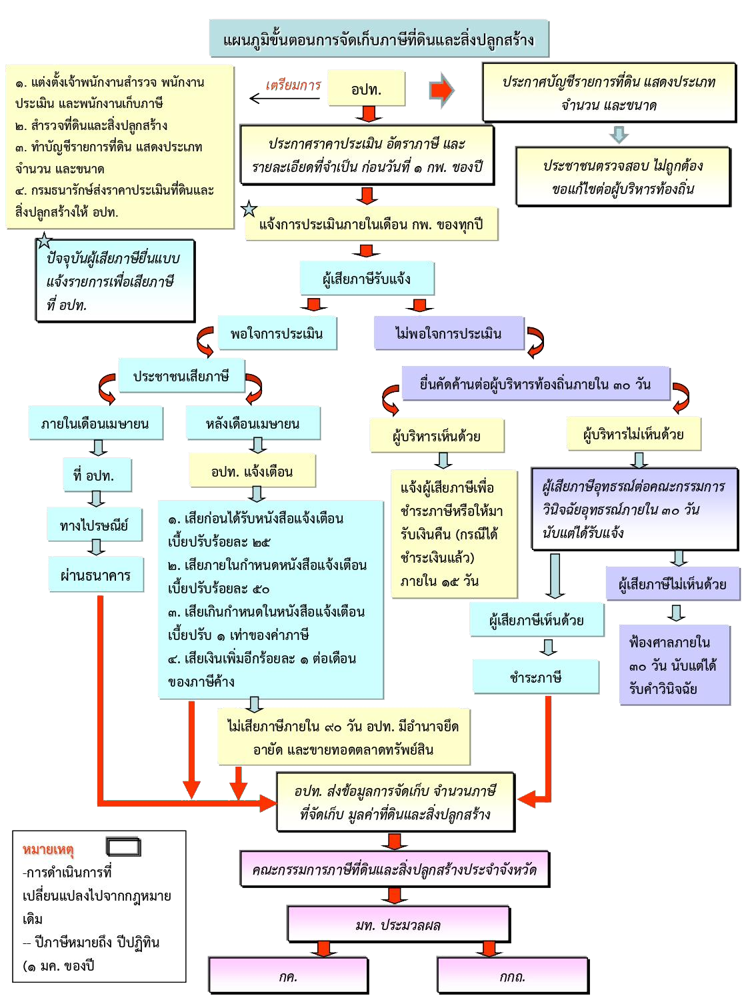 แผนภูมิขั้นตอนการจัดเก็บภาษีที่ดินและสิ่งปลูกสร้าง
๑. แต่งตั้งเจ้าพนักงานสำรวจ พนักงาน
ประเมิน และพนักงานเก็บภาษี
๒. สำรวจที่ดินและสิ่งปลูกสร้าง
๓. ทำบัญชีรายการที่ดิน แสดงประเภท
จำนวน และขนาด
๔. กรมธนารักษ์ส่งราคาประเมินที่ดินและ
สิ่งปลูกสร้างให้ อปท.
เตรียมการ
อปท.
ประกาศบัญชีรายการที่ดิน แสดงประเภท
จำนวน และขนาด
ประกาศราคาประเมิน อัตราภาษี และ
รายละเอียดที่จำเป็น ก่อนวันที่ ๑ กพ. ของปี
ประชาชนตรวจสอบ ไม่ถูกต้อง
ขอแก้ไขต่อผู้บริหารท้องถิ่น
แจ้งการประเมินภายในเดือน กพ. ของทุกปี
ปัจจุบันผู้เสียภาษียื่นแบบ
แจ้งรายการเพื่อเสียภาษี
ที่ อปท.
ผู้เสียภาษีรับแจ้ง
พอใจการประเมิน
ไม่พอใจการประเมิน
ประชาชนเสียภาษี
ยื่นคัดค้านต่อผู้บริหารท้องถิ่นภายใน ๓๐ วัน
ภายในเดือนเมษายน
หลังเดือนเมษายน
ผู้บริหารเห็นด้วย
ผู้บริหารไม่เห็นด้วย
ที่ อปท.
ทางไปรษณีย์
ผ่านธนาคาร
อปท. แจ้งเตือน
๑. เสียก่อนได้รับหนังสือแจ้งเตือน
เบี้ยปรับร้อยละ ๒๕
๒. เสียภายในกำหนดหนังสือแจ้งเตือน
เบี้ยปรับร้อยละ ๕๐
๓. เสียเกินกำหนดในหนังสือแจ้งเตือน
เบี้ยปรับ ๑ เท่าของค่าภาษี
๔. เสียเงินเพิ่มอีกร้อยละ ๑ ต่อเดือน
ของภาษีค้าง
แจ้งผู้เสียภาษีเพื่อ
ชำระภาษีหรือให้มา
รับเงินคืน (กรณีได้
ชำระเงินแล้ว)
ภายใน ๑๕ วัน
ผู้เสียภาษีอุทธรณ์ต่อคณะกรรมการ
วินิจฉัยอุทธรณ์ภายใน ๓๐ วัน
นับแต่ได้รับแจ้ง
ผู้เสียภาษีไม่เห็นด้วย
ผู้เสียภาษีเห็นด้วย
ฟ้องศาลภายใน
๓๐ วัน นับแต่ได้
รับคำวินิจฉัย
ชำระภาษี
ไม่เสียภาษีภายใน ๙๐ วัน อปท. มีอำนาจยึด
อายัด และขายทอดตลาดทรัพย์สิน
อปท. ส่งข้อมูลการจัดเก็บ จำนวนภาษี
ที่จัดเก็บ มูลค่าที่ดินและสิ่งปลูกสร้าง
คณะกรรมการภาษีที่ดินและสิ่งปลูกสร้างประจำจังหวัด
มท. ประมวลผล
กค.
กกถ.
หมายเหตุ
-การดำเนินการที่
เปลี่ยนแปลงไปจากกฎหมาย
เดิม
-- ปีภาษีหมายถึง ปีปฏิทิน
(๑ มค. ของปี